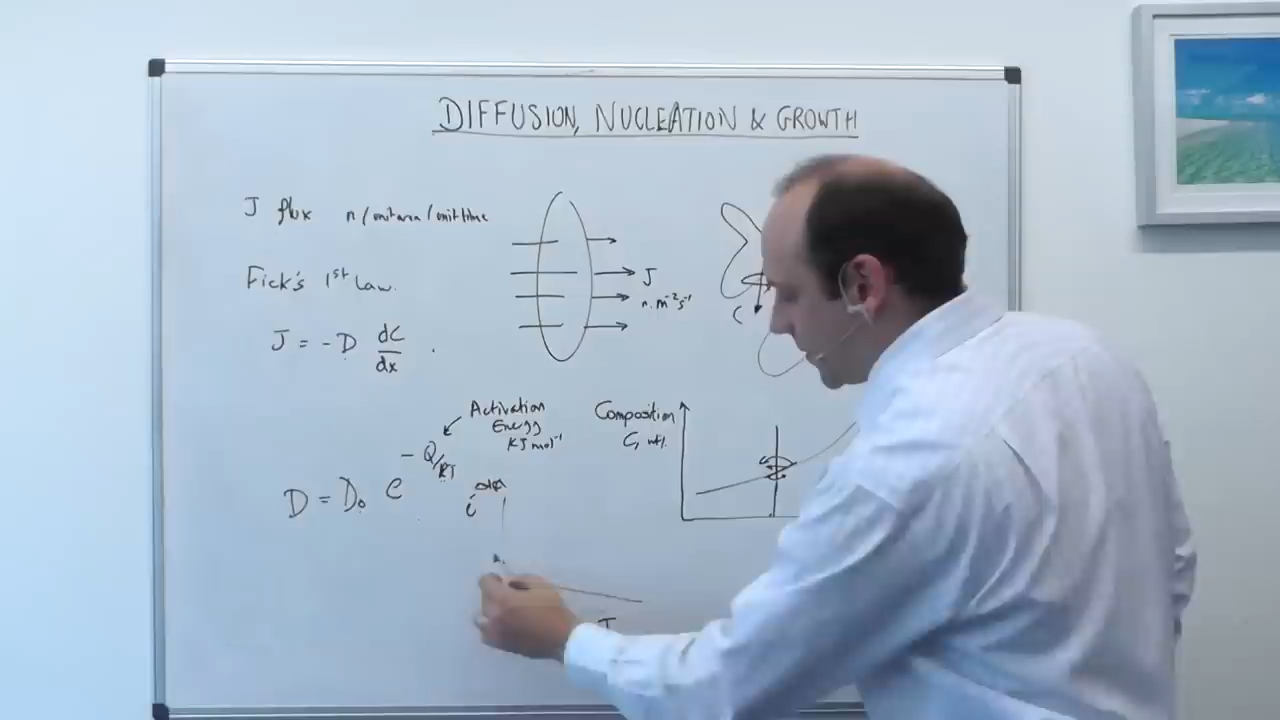 DIFFUSION, NUCLEATION & GROWTH
J flux n/unit area/unit time
J
n.m⁻²s⁻¹
Fick's 1st Law.
J = -D dC/dx .
C
Activation
Energy
KJ mol⁻¹
Composition
C, wt%
D = D₀ e -Q/RT
T